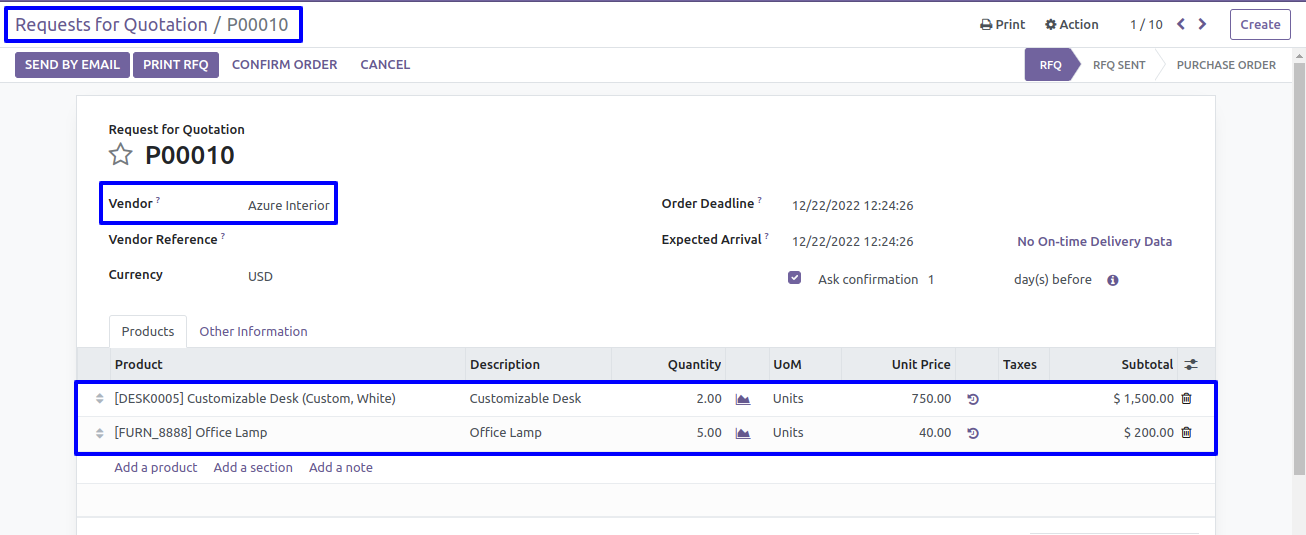 Requests for Quotation / P00010 Print Action 1 / 10 Create
SEND BY EMAIL PRINT RFQ CONFIRM ORDER CANCEL RFQ RFQ SENT PURCHASE ORDER
Request for Quotation
P00010
Vendor ? Azure Interior Order Deadline ? 12/22/2022 12:24:26
Vendor Reference ? Expected Arrival ? 12/22/2022 12:24:26 No On-time Delivery Data
Currency USD Ask confirmation 1 day(s) before
Products Other Information
Product Description Quantity UoM Unit Price Taxes Subtotal
[DESK0005] Customizable Desk (Custom, White) Customizable Desk 2.00 Units 750.00 $ 1,500.00
[FURN_8888] Office Lamp Office Lamp 5.00 Units 40.00 $ 200.00
Add a product Add a section Add a note